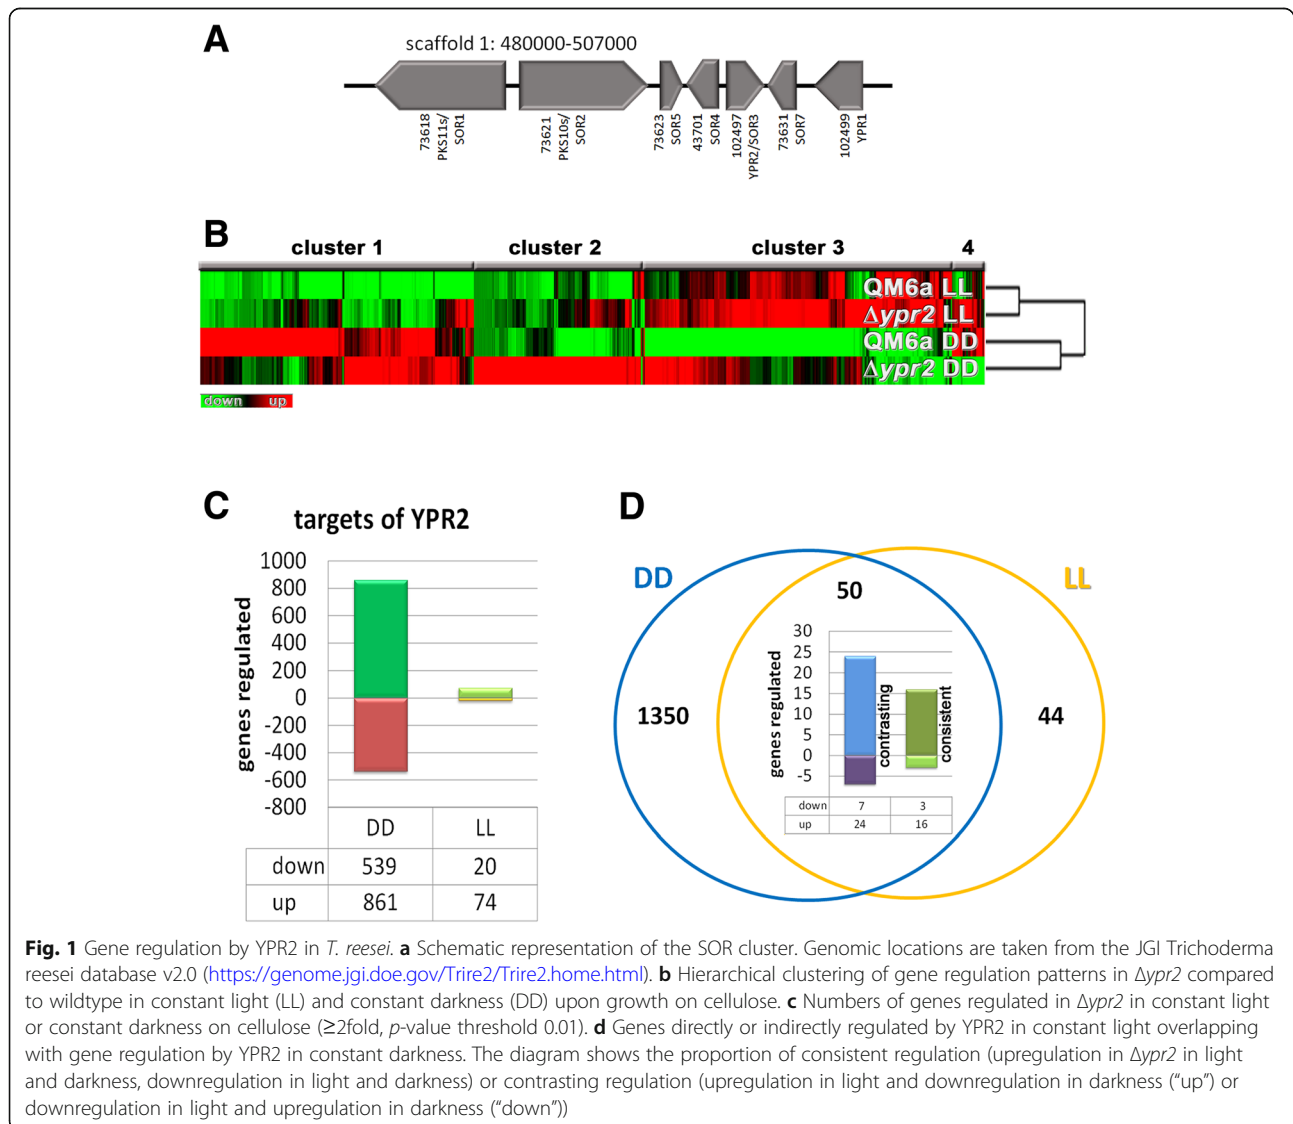 A
scaffold 1: 480000-507000
73618
PKS11s/
SOR1
73621
PKS10s/
SOR2
73623
SOR5
43701
SOR4
102497
YPR2/SOR3
73631
SOR7
102499
YPR1
B
cluster 1 cluster 2 cluster 3 4
QM6a LL
Δypr2 LL
QM6a DD
Δypr2 DD
down up
C
targets of YPR2
genes regulated
1000
800
600
400
200
0
-200
-400
-600
-800
DD LL
down 539 20
up 861 74
D
DD
LL
50
1350
44
genes regulated
30
25
20
15
10
5
0
-5
contrasting
consistent
down 7 3
up 24 16
Fig. 1 Gene regulation by YPR2 in T. reesei. a Schematic representation of the SOR cluster. Genomic locations are taken from the JGI Trichoderma
reesei database v2.0 (https://genome.jgi.doe.gov/Trire2/Trire2.home.html). b Hierarchical clustering of gene regulation patterns in Δypr2 compared
to wildtype in constant light (LL) and constant darkness (DD) upon growth on cellulose. c Numbers of genes regulated in Δypr2 in constant light
or constant darkness on cellulose (≥2fold, p-value threshold 0.01). d Genes directly or indirectly regulated by YPR2 in constant light overlapping
with gene regulation by YPR2 in constant darkness. The diagram shows the proportion of consistent regulation (upregulation in Δypr2 in light
and darkness, downregulation in light and darkness) or contrasting regulation (upregulation in light and downregulation in darkness (“up”) or
downregulation in light and upregulation in darkness (“down”))